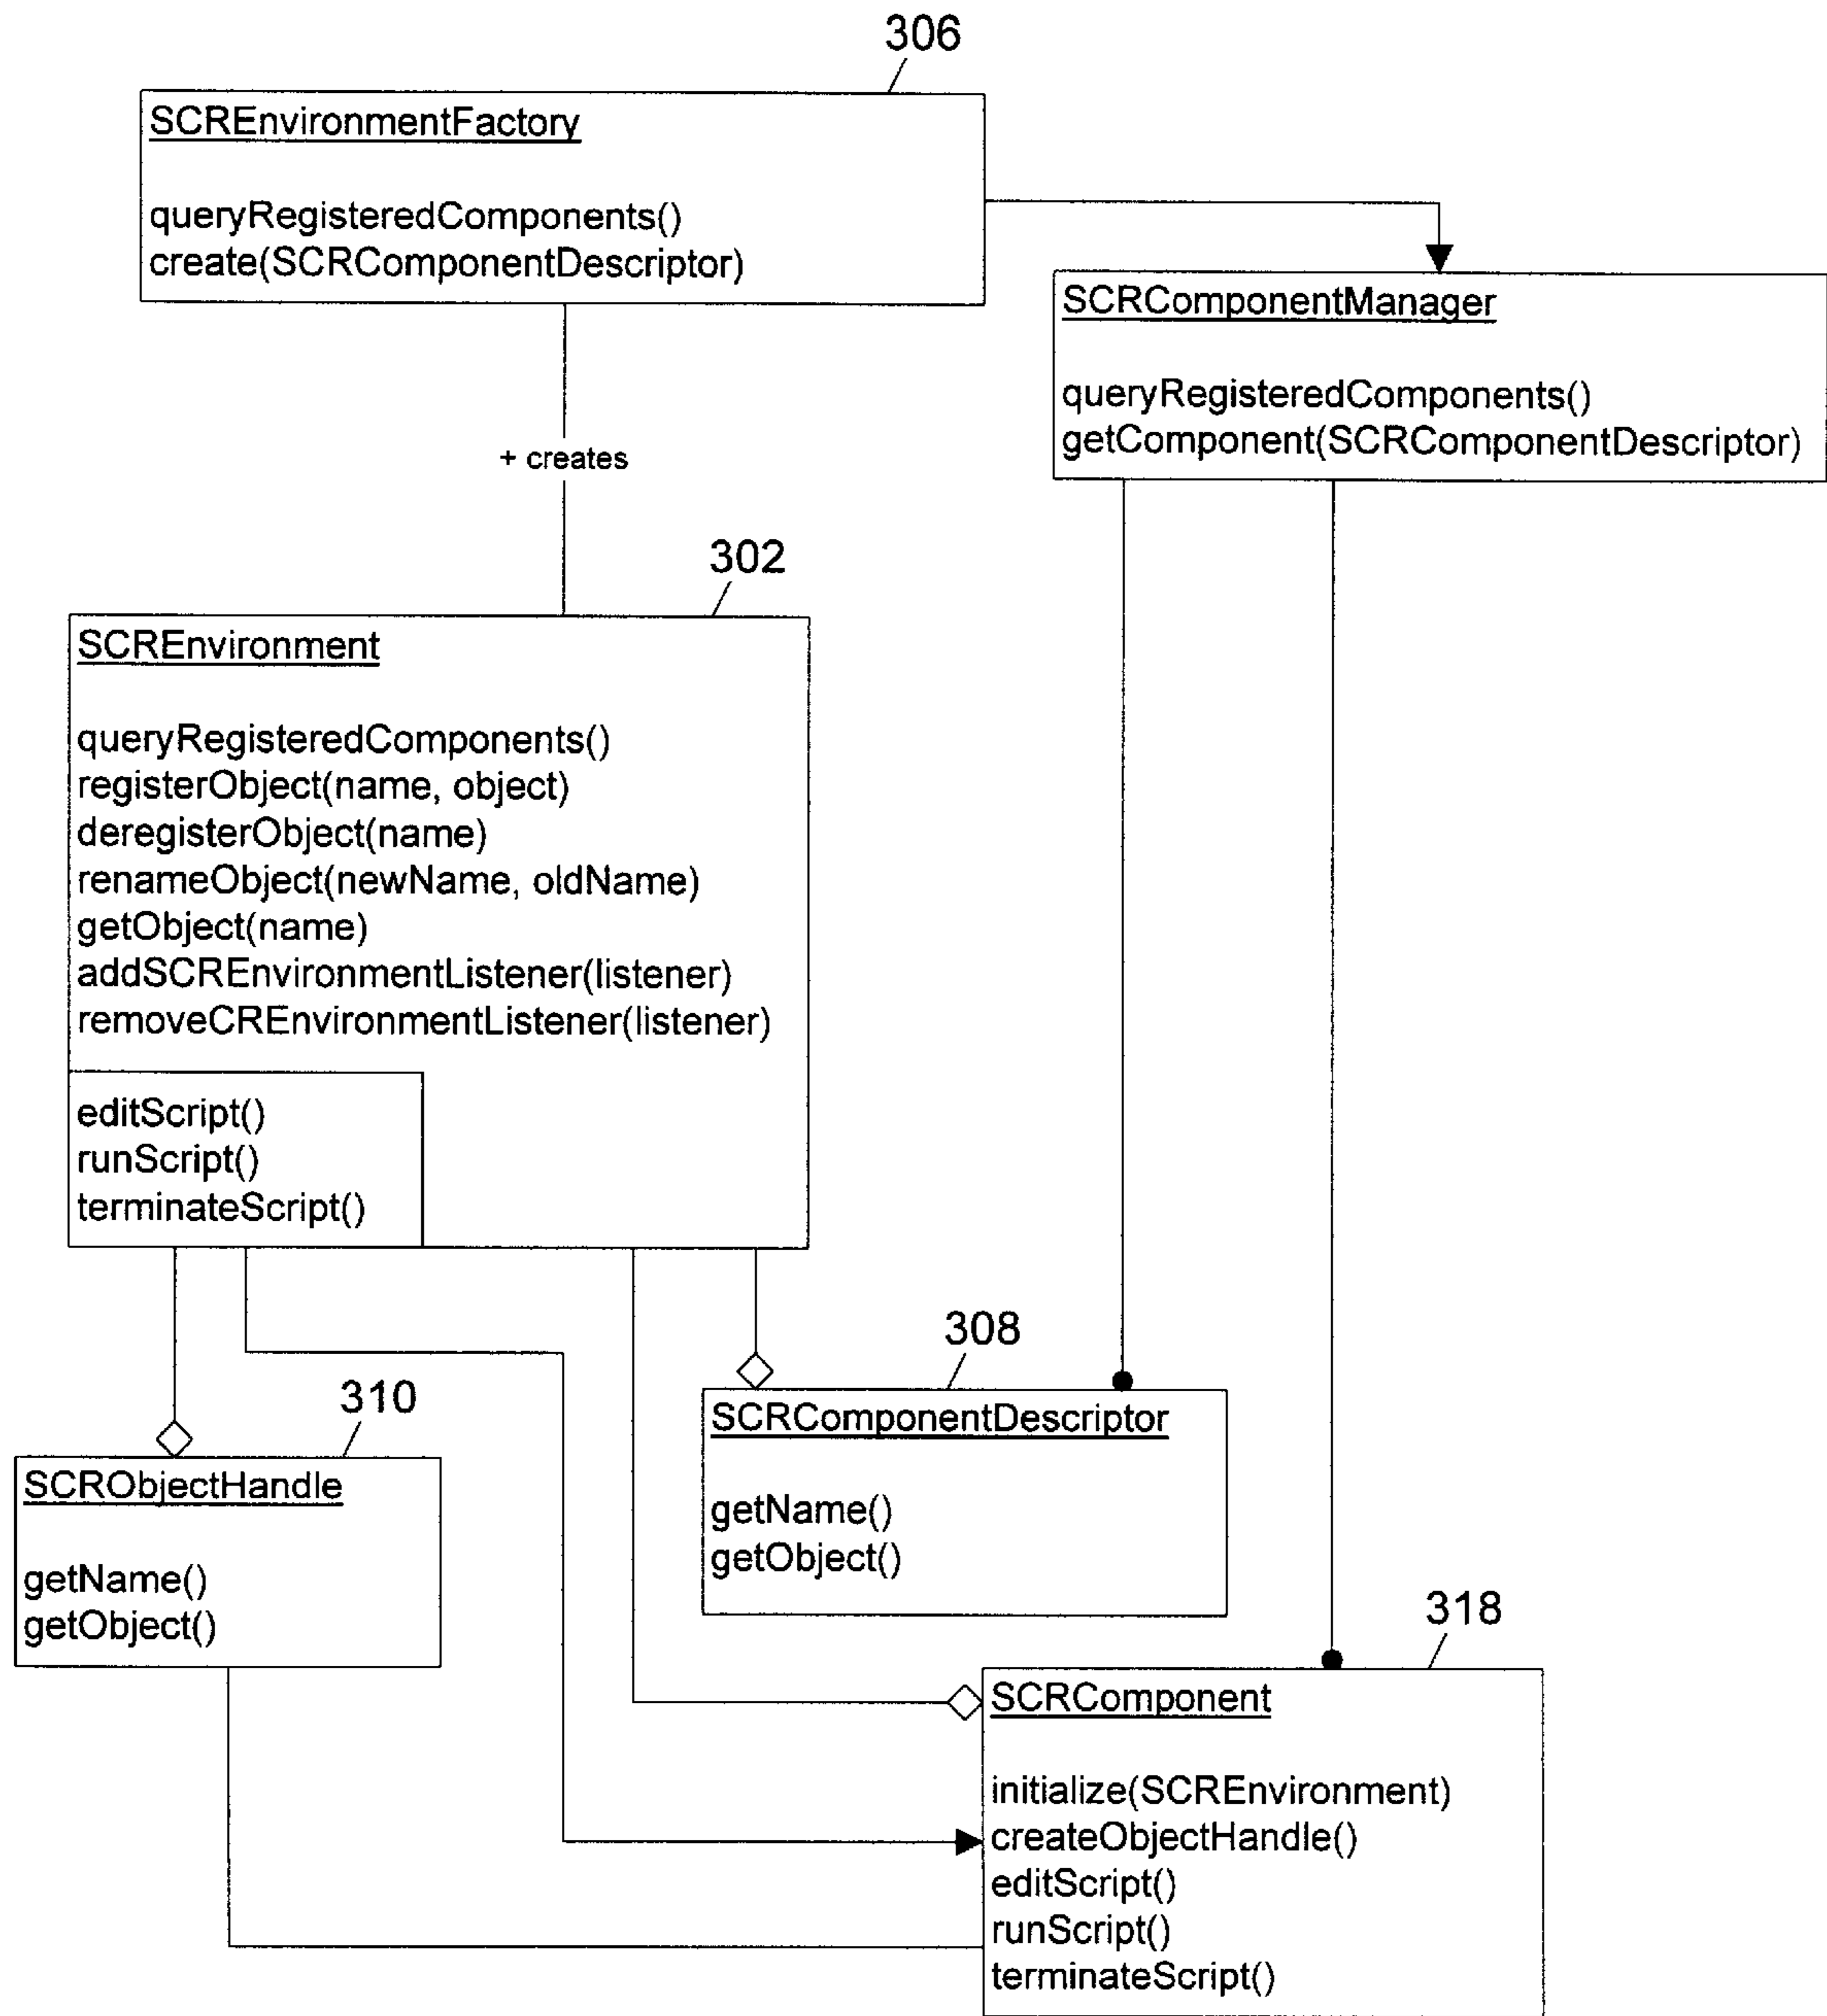 306
SCREnvironmentFactory
queryRegisteredComponents()
create(SCRComponentDescriptor)
SCRComponentManager
queryRegisteredComponents()
getComponent(SCRComponentDescriptor)
+ creates
302
SCREnvironment
queryRegisteredComponents()
registerObject(name, object)
deregisterObject(name)
renameObject(newName, oldName)
getObject(name)
addSCREnvironmentListener(listener)
removeCREnvironmentListener(listener)
editScript()
runScript()
terminateScript()
308
SCRComponentDescriptor
getName()
getObject()
310
SCRObjectHandle
getName()
getObject()
318
SCRComponent
initialize(SCREnvironment)
createObjectHandle()
editScript()
runScript()
terminateScript()